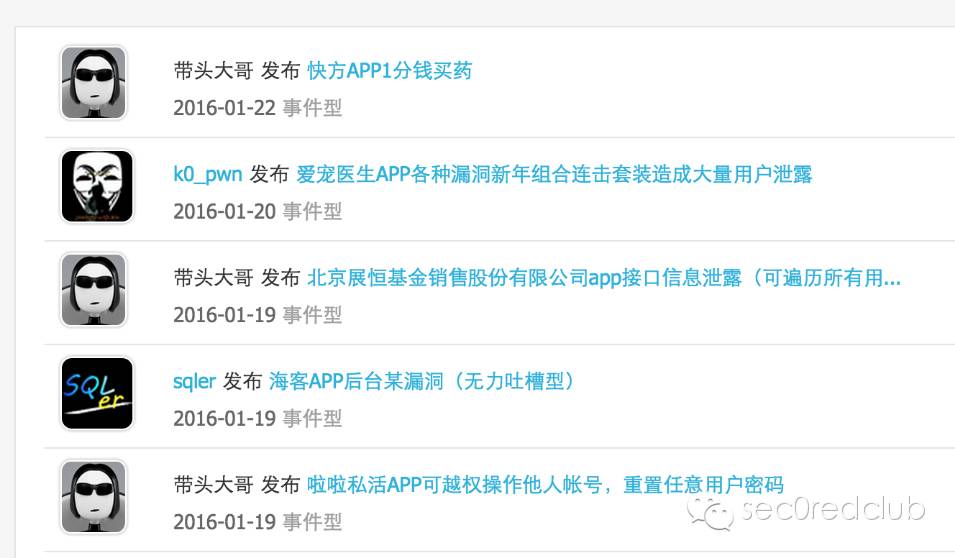 带头大哥 发布 快方APP1分钱买药
2016-01-22 事件型
k0_pwn 发布 爱宠医生APP各种漏洞新年组合连击套装造成大量用户泄露
2016-01-20 事件型
带头大哥 发布 北京展恒基金销售股份有限公司app接口信息泄露（可遍历所有用...
2016-01-19 事件型
SQL
er
sqler 发布 海客APP后台某漏洞（无力吐槽型）
2016-01-19 事件型
带头大哥 发布 啦啦私活APP可越权操作他人帐号，重置任意用户密码
2016-01-19 事件型
sec0redclub